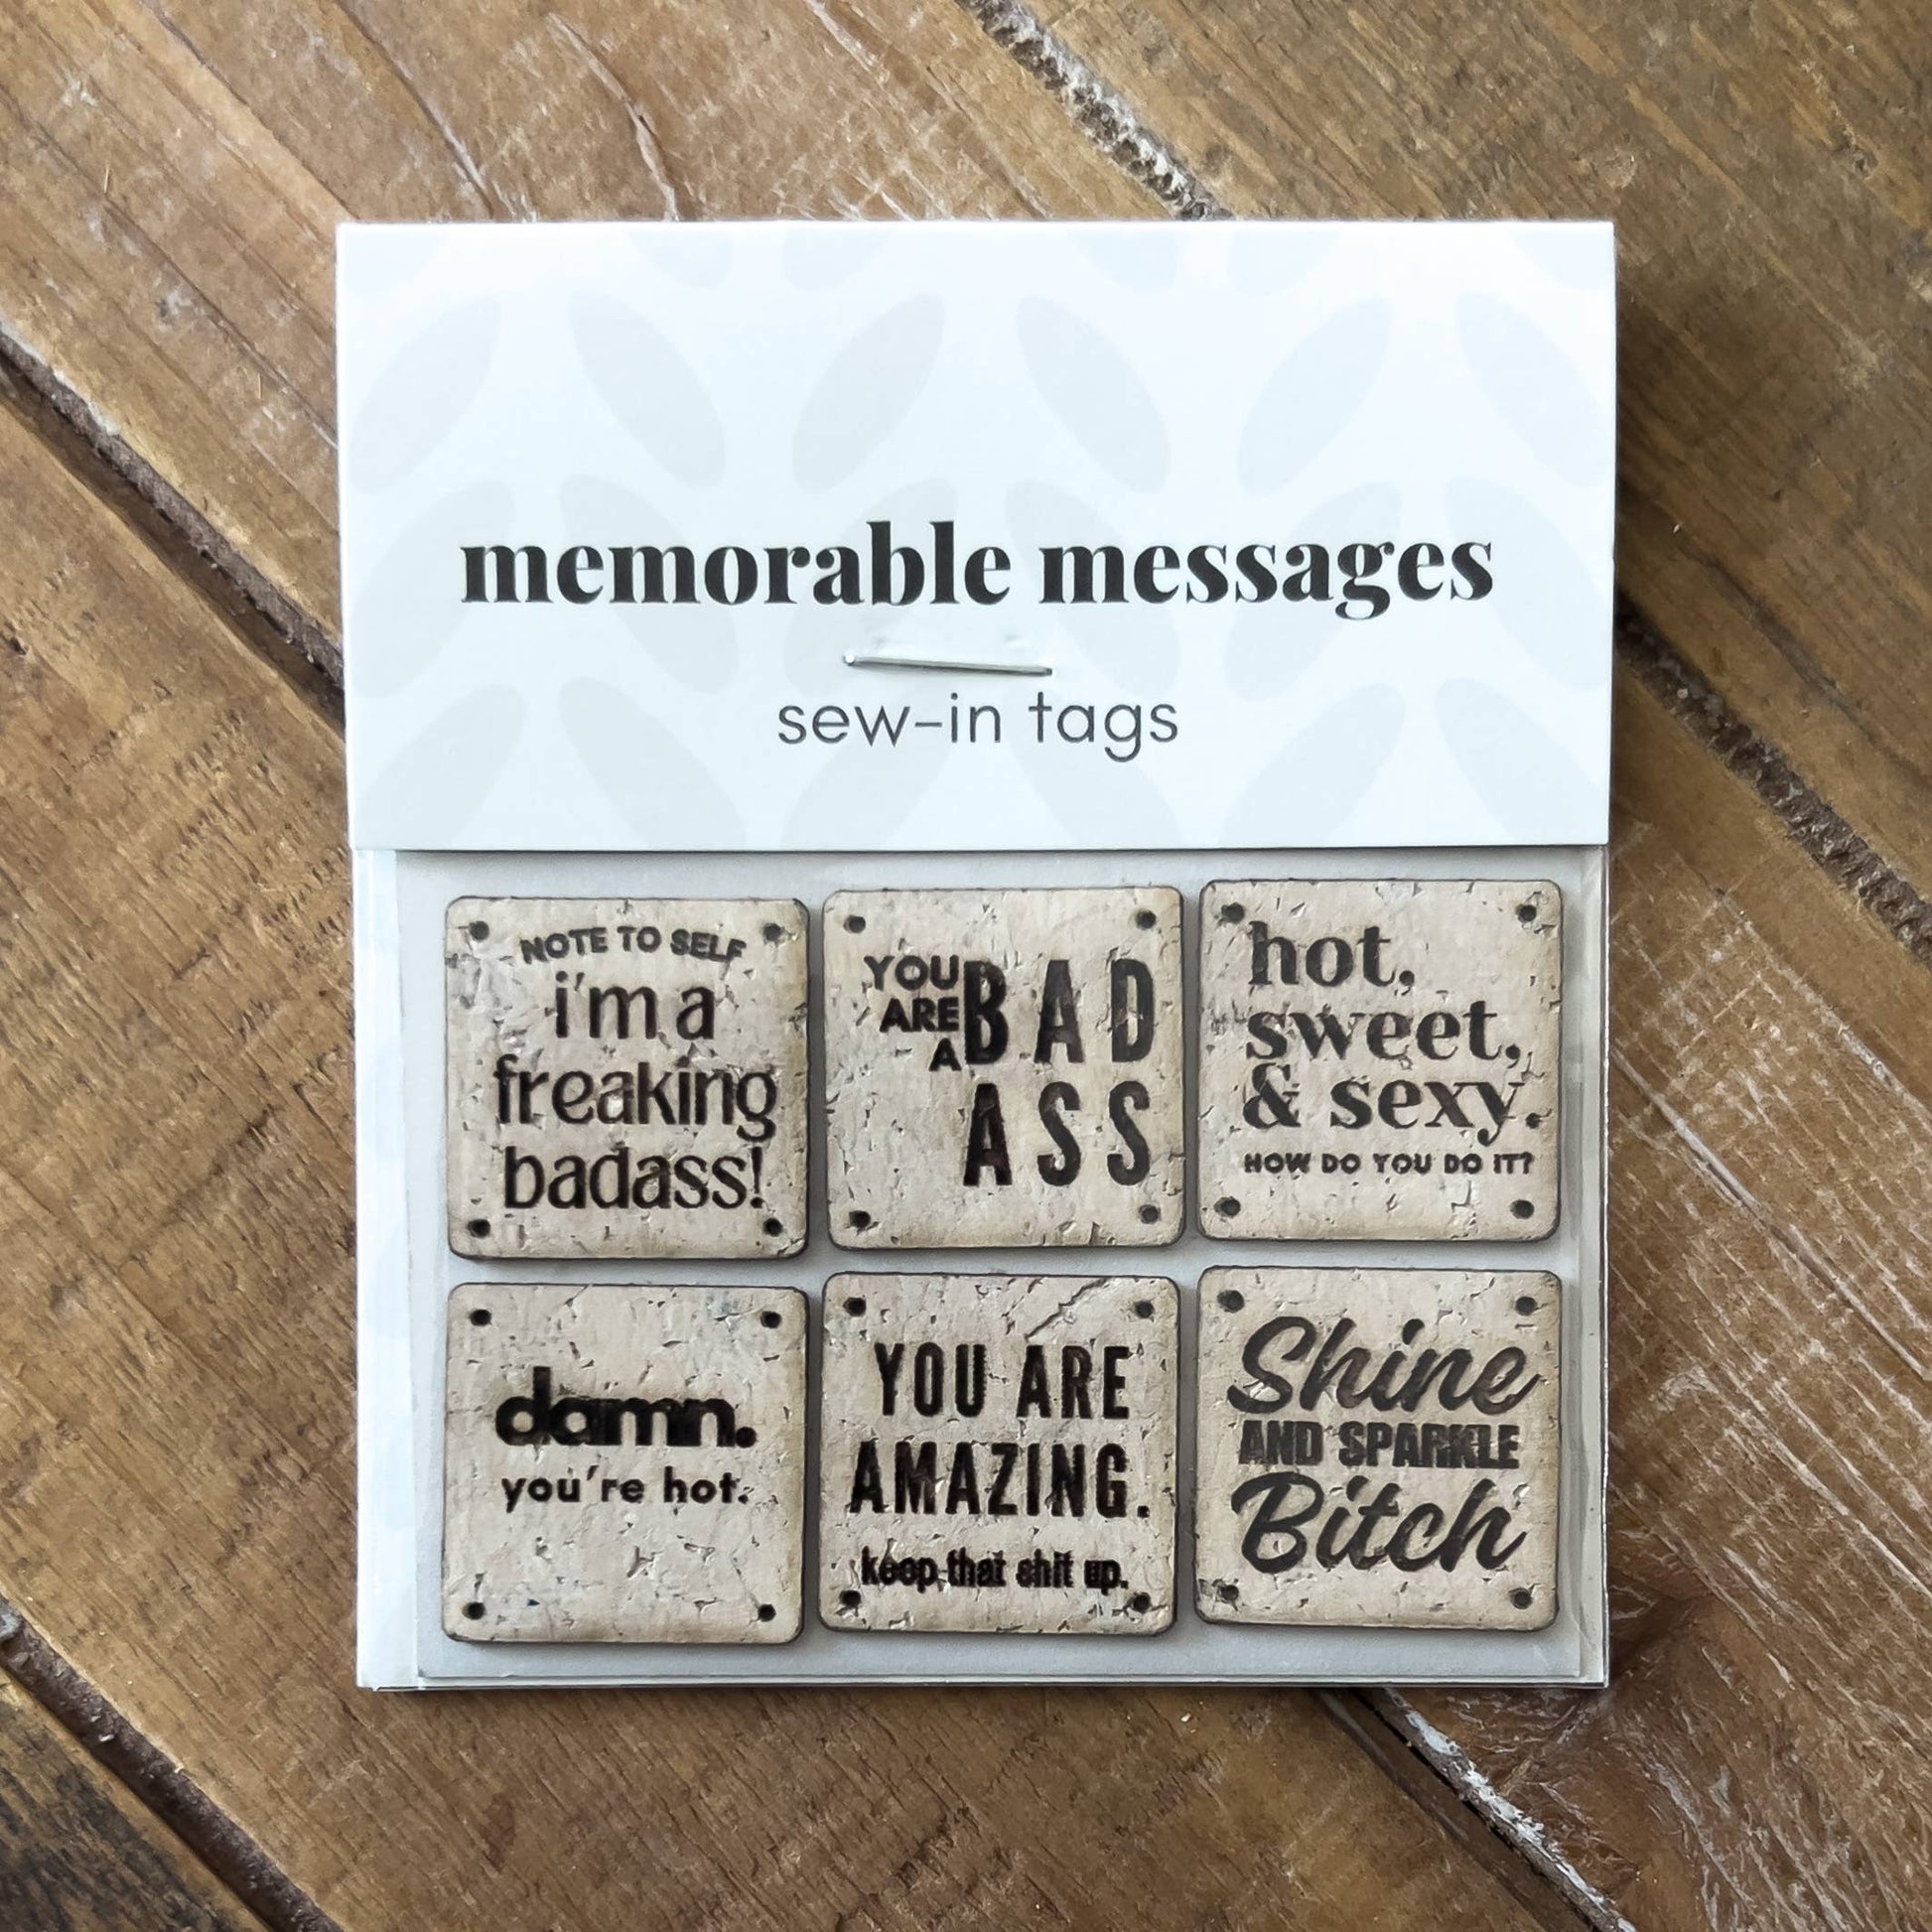 memorable messages
sew-in tags
NOTE TO SELF
i'm a
freaking
badass!
YOU
ARE
A
BAD
ASS
hot,
sweet,
& sexy.
HOW DO YOU DO IT?
damn.
you're hot.
YOU ARE
AMAZING.
keep that shit up.
Shine
AND SPARKLE
Bitch